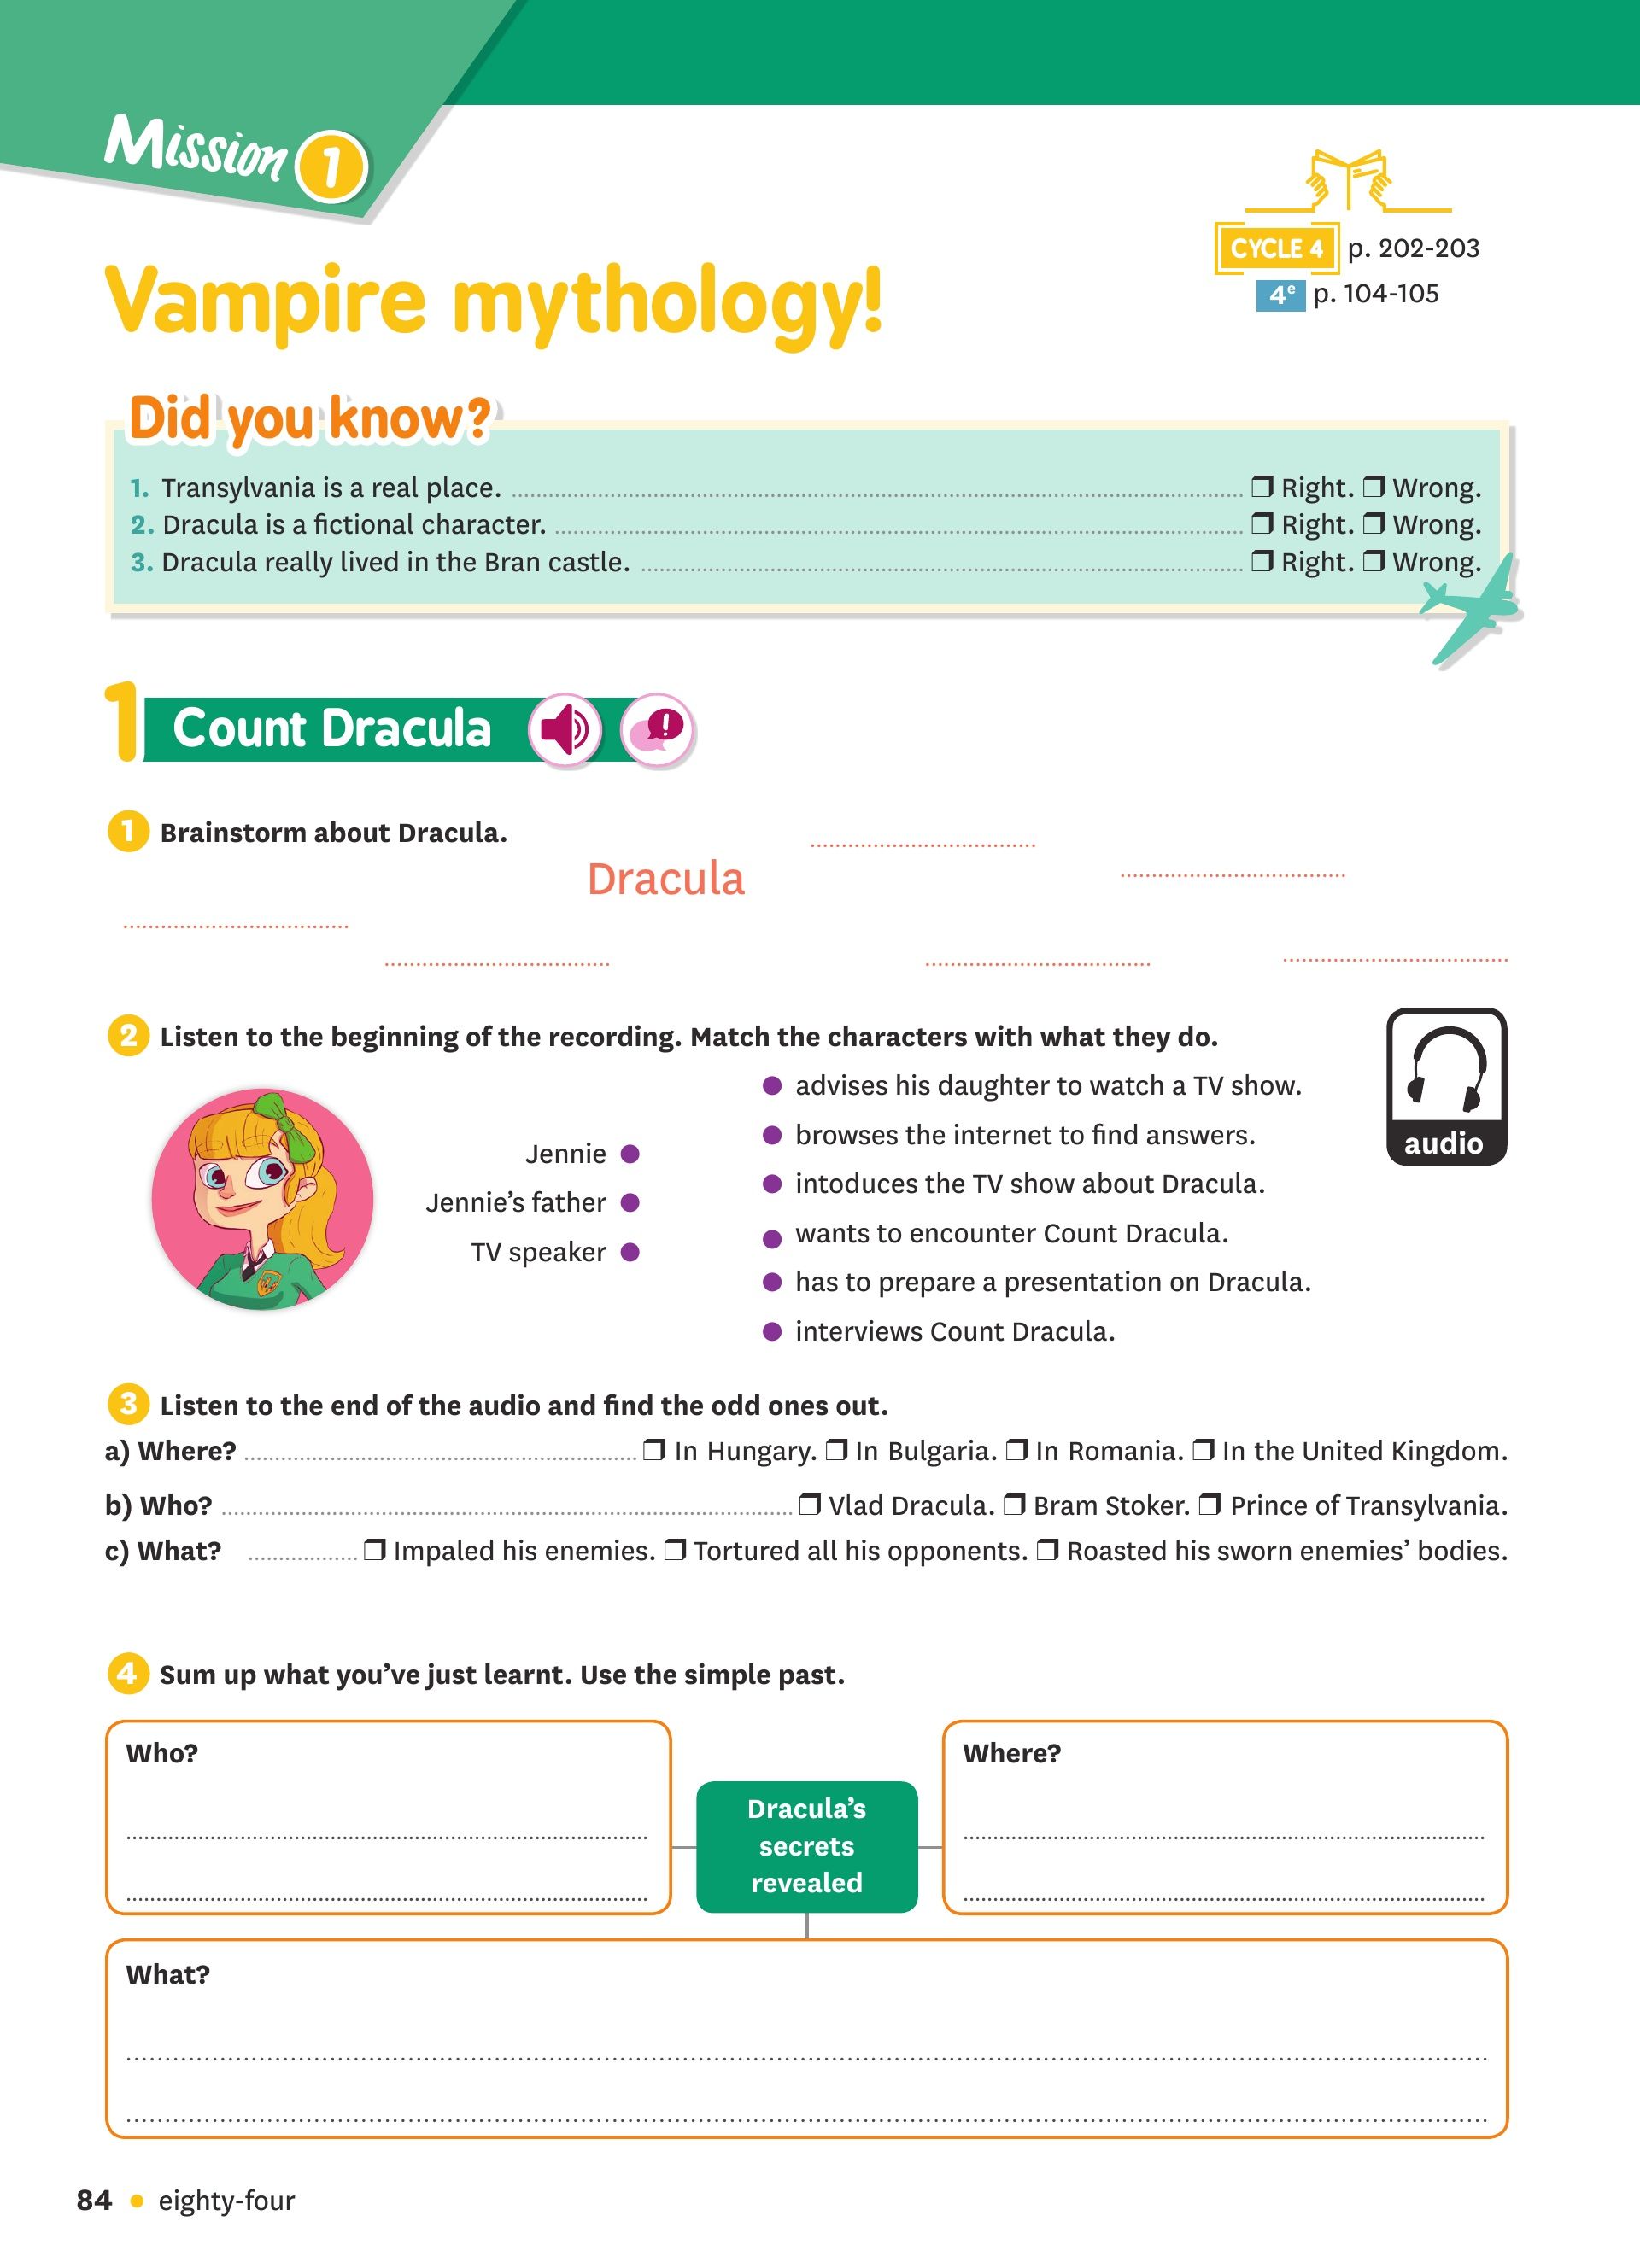 Mission 1
CYCLE 4 p. 202-203
4e p. 104-105
Vampire mythology!
Did you know?
1. Transylvania is a real place. ❒ Right. ❒ Wrong.
2. Dracula is a fictional character. ❒ Right. ❒ Wrong.
3. Dracula really lived in the Bran castle. ❒ Right. ❒ Wrong.
1 Count Dracula
!
1 Brainstorm about Dracula.
Dracula
2 Listen to the beginning of the recording. Match the characters with what they do.
audio
Jennie
Jennie's father
TV speaker
advises his daughter to watch a TV show.
browses the internet to find answers.
intoduces the TV show about Dracula.
wants to encounter Count Dracula.
has to prepare a presentation on Dracula.
interviews Count Dracula.
3 Listen to the end of the audio and find the odd ones out.
a) Where? ❒ In Hungary. ❒ In Bulgaria. ❒ In Romania. ❒ In the United Kingdom.
b) Who? ❒ Vlad Dracula. ❒ Bram Stoker. ❒ Prince of Transylvania.
c) What? ❒ Impaled his enemies. ❒ Tortured all his opponents. ❒ Roasted his sworn enemies' bodies.
4 Sum up what you've just learnt. Use the simple past.
Who?
Where?
Dracula's
secrets
revealed
What?
84 • eighty-four